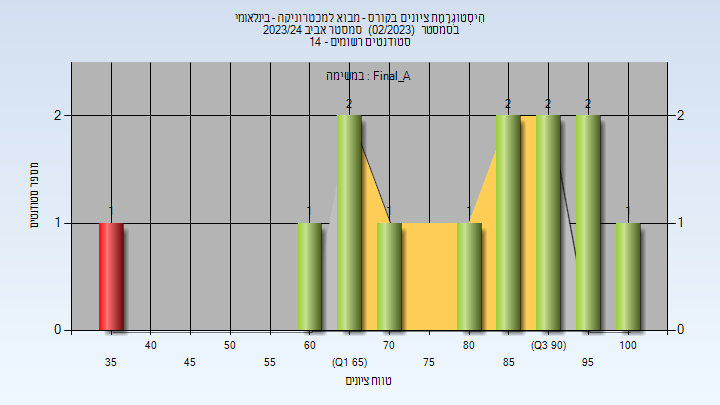 היסטוגרמת ציונים בקורס - מבוא למכטרוניקה - בינלאומי
בסמסטר (02/2023) סמסטר אביב 2023/24
סטודנטים רשומים - 14
במשימה : Final_A
מספר סטודנטים
2 2 2 2 2 2
1 1 1 1 1 1
0 0
40 50 60 (Q1 65) 70 80 (Q3 90) 100
35 45 55 75 85 95
טווח ציונים